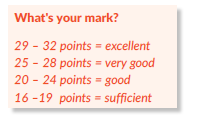 What's your mark?
29 – 32 points = excellent
25 – 28 points = very good
20 – 24 points = good
16 –19 points = sufficient